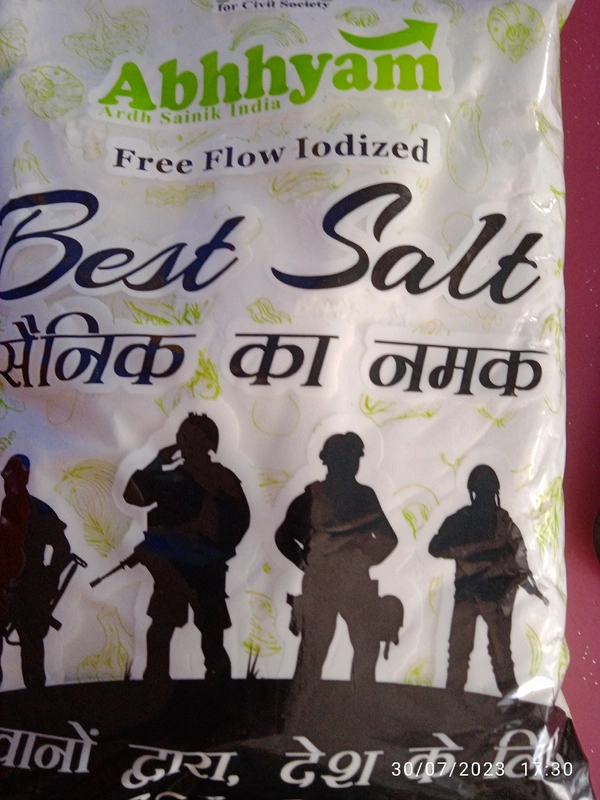 for Civil Society
Abhhyam
Ardh Sainik India
Free Flow Iodized
Best Salt
सैनिक का नमक
द्वारा, देश के
30/07/2023 17:30